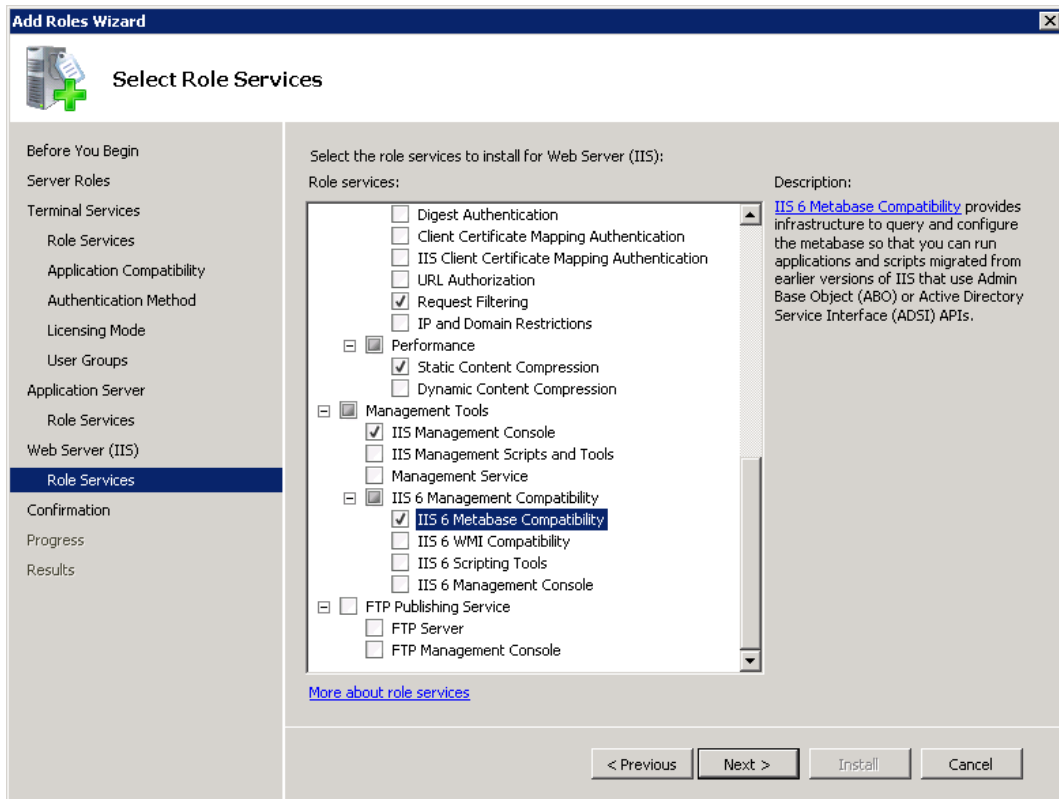 Add Roles Wizard
Select Role Services
Before You Begin
Server Roles
Terminal Services
Role Services
Application Compatibility
Authentication Method
Licensing Mode
User Groups
Application Server
Role Services
Web Server (IIS)
Role Services
Confirmation
Progress
Results
Select the role services to install for Web Server (IIS):
Role services:
Digest Authentication
Client Certificate Mapping Authentication
IIS Client Certificate Mapping Authentication
URL Authorization
Request Filtering
IP and Domain Restrictions
Performance
Static Content Compression
Dynamic Content Compression
Management Tools
IIS Management Console
IIS Management Scripts and Tools
Management Service
IIS 6 Management Compatibility
IIS 6 Metabase Compatibility
IIS 6 WMI Compatibility
IIS 6 Scripting Tools
IIS 6 Management Console
FTP Publishing Service
FTP Server
FTP Management Console
More about role services
Description:
IIS 6 Metabase Compatibility provides
infrastructure to query and configure
the metabase so that you can run
applications and scripts migrated from
earlier versions of IIS that use Admin
Base Object (ABO) or Active Directory
Service Interface (ADSI) APIs.
< Previous
Next >
Install
Cancel